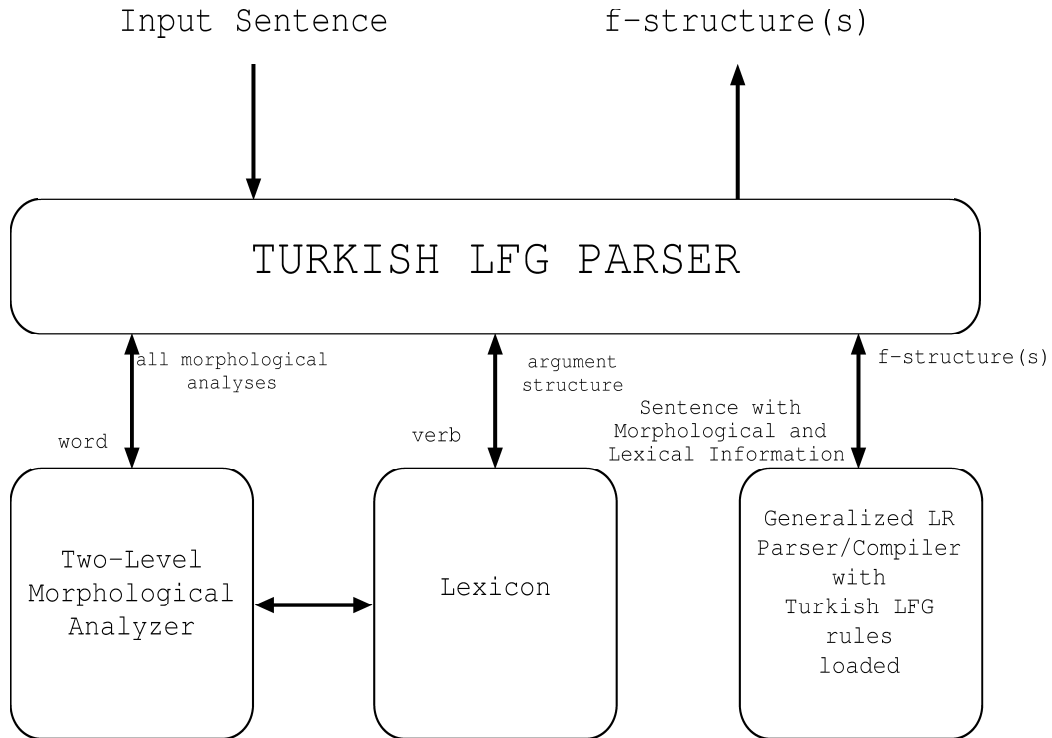 Input Sentence
f-structure(s)
TURKISH LFG PARSER
all morphological
analyses
word
argument
structure
verb
f-structure(s)
Sentence with
Morphological and
Lexical Information
Two-Level
Morphological
Analyzer
Lexicon
Generalized LR
Parser/Compiler
with
Turkish LFG
rules
loaded